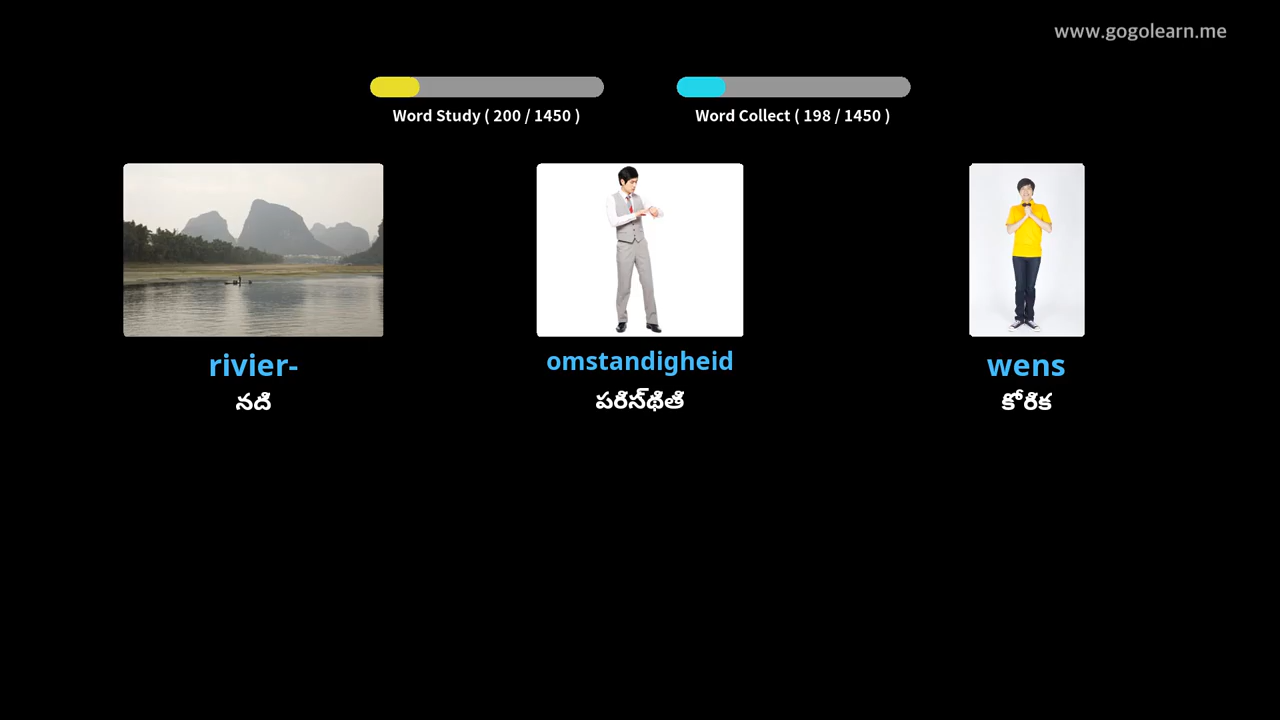 www.gogolearn.me
Word Study ( 200 / 1450 )
Word Collect ( 198 / 1450 )
rivier-
omstandigheid
wens
నది
పరిస్థితి
కోరిక